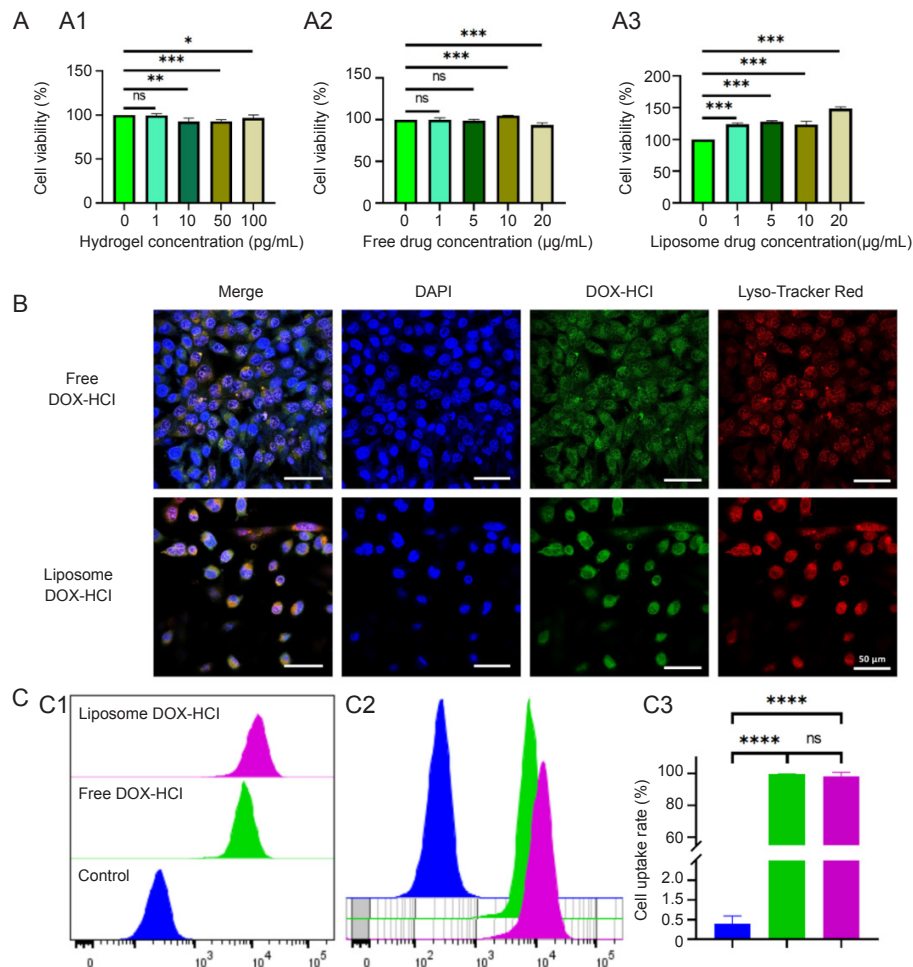 A
A1
A2
A3
*
***
**
ns
Cell viability (%)
150
100
50
0
0 1 10 50 100
Hydrogel concentration (pg/mL)
***
***
ns
ns
Cell viability (%)
150
100
50
0
0 1 5 10 20
Free drug concentration (µg/mL)
***
***
***
***
Cell viability (%)
200
150
100
50
0
0 1 5 10 20
Liposome drug concentration(µg/mL)
B
Merge DAPI DOX-HCl Lyso-Tracker Red
Free
DOX-HCl
Liposome
DOX-HCl
50 µm
C
C1
Liposome DOX-HCl
Free DOX-HCl
Control
0 10³ 10⁴ 10⁵
C2
0 10² 10³ 10⁴ 10⁵
C3
****
**** ns
Cell uptake rate (%)
100
80
60
2.0
0.5
0